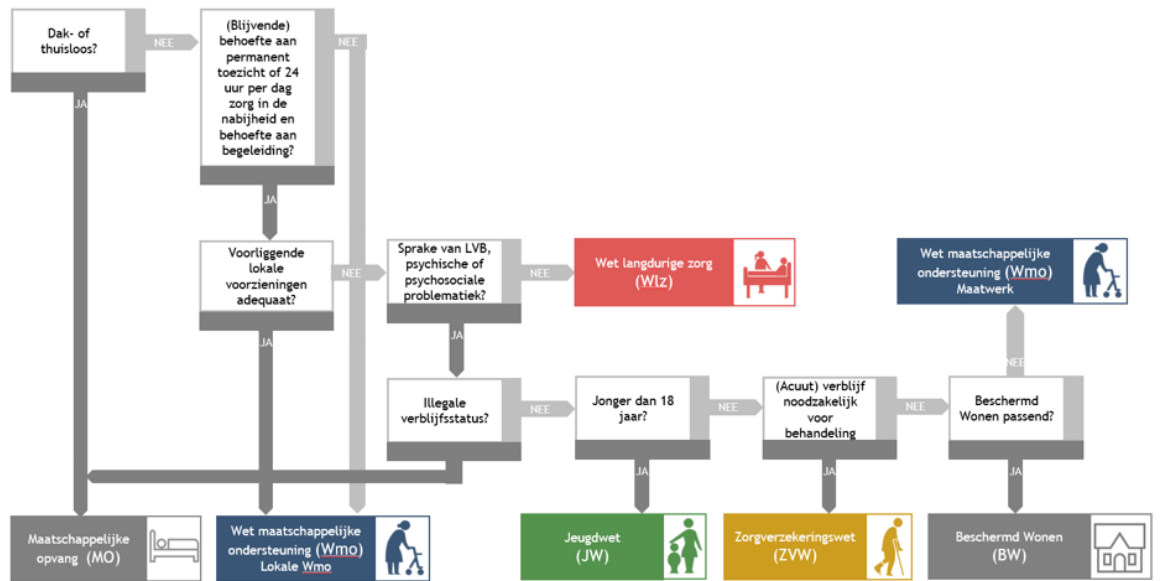 Dak- of
thuisloos?
NEE
JA
(Blijvende)
behoefte aan
permanent
toezicht of 24
uur per dag
zorg in de
nabijheid en
behoefte aan
begeleiding?
NEE
JA
Voorliggende
lokale
voorzieningen
adequaat?
NEE
JA
Sprake van LVB,
psychische of
psychosociale
problematiek?
NEE
JA
Wet langdurige zorg
(Wlz)
Wet maatschappelijke
ondersteuning (Wmo)
Maatwerk
Illegale
verblijfsstatus?
NEE
JA
Jonger dan 18
jaar?
NEE
JA
(Acuut) verblijf
noodzakelijk
voor
behandeling
NEE
JA
Beschermd
Wonen passend?
NEE
JA
Maatschappelijke
opvang (MO)
Wet maatschappelijke
ondersteuning (Wmo)
Lokale Wmo
Jeugdwet
(JW)
Zorgverzekeringswet
(ZVW)
Beschermd Wonen
(BW)